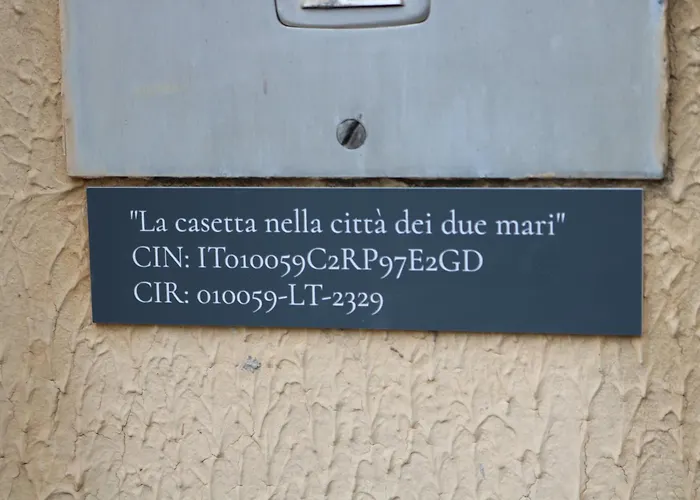 "La casetta nella città dei due mari"
CIN: IT010059C2RP97E2GD
CIR: 010059-LT-2329